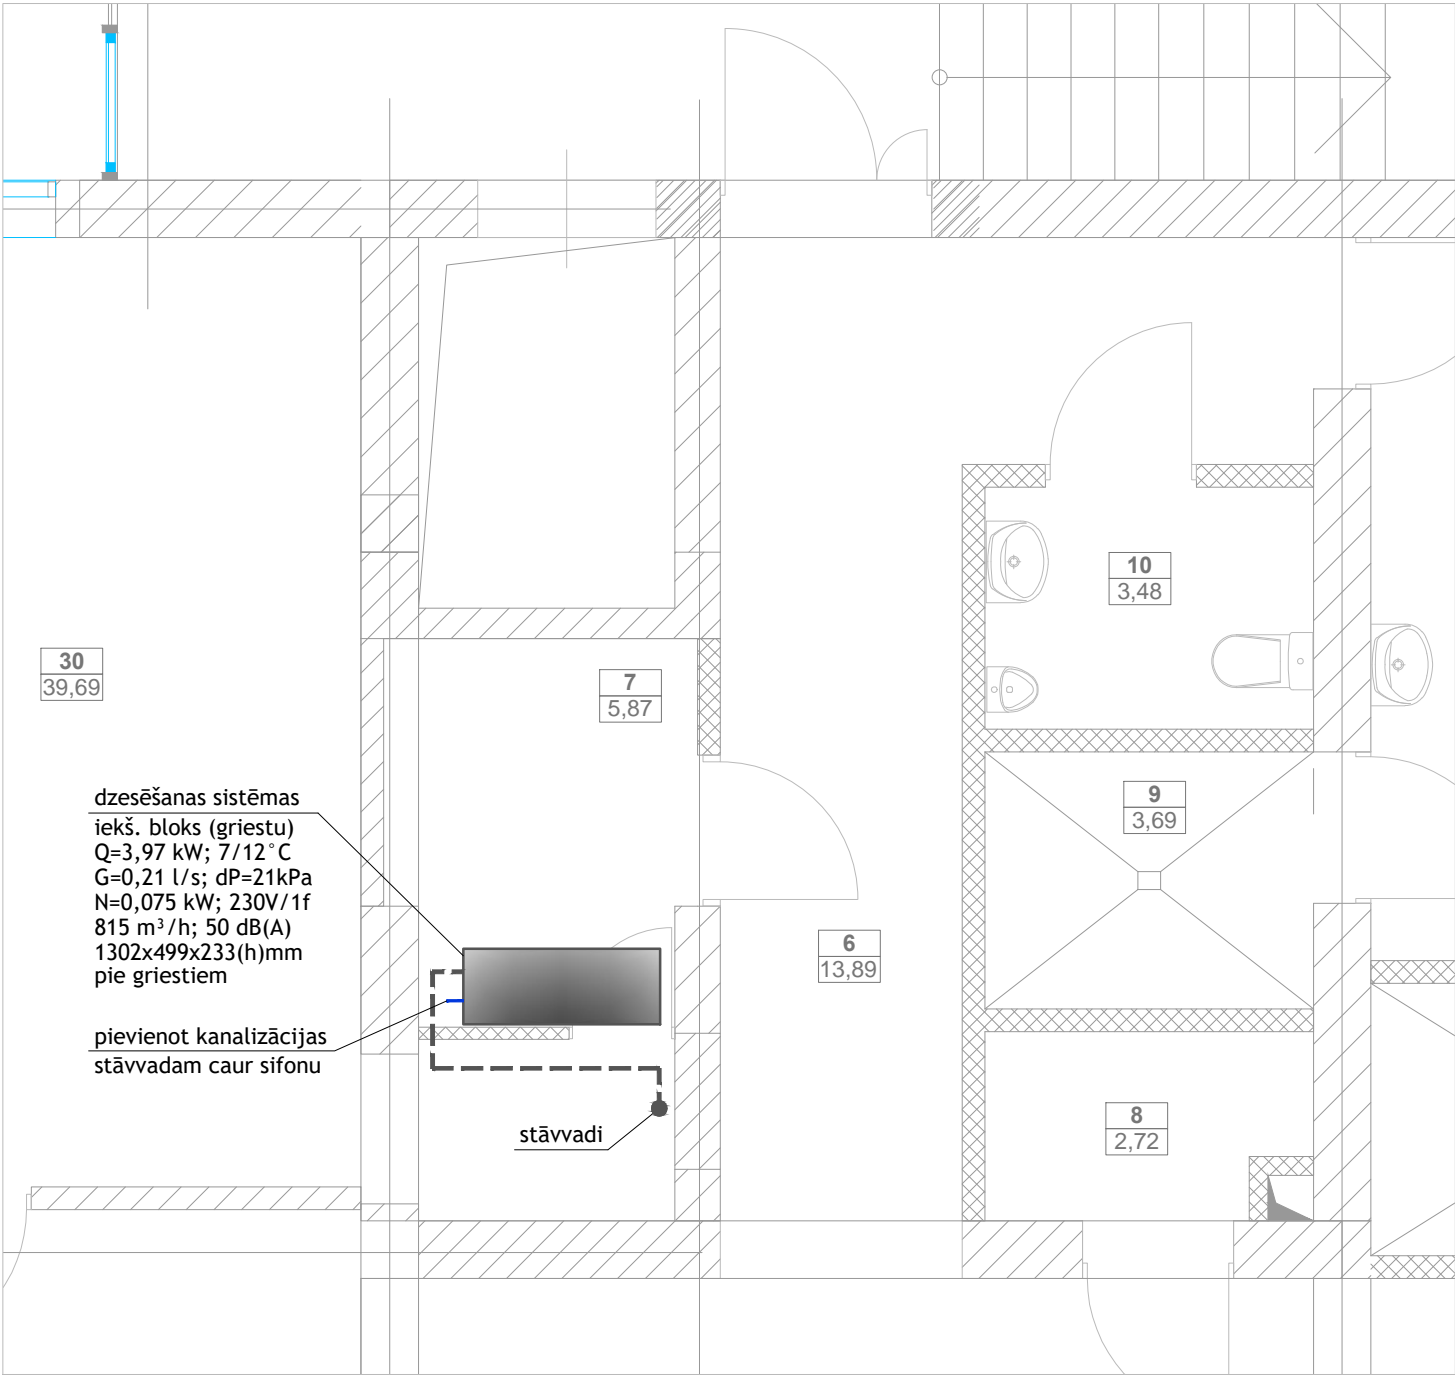 10
3,48
30
39,69
7
5,87
9
3,69
dzesēšanas sistēmas
iekš. bloks (griestu)
Q=3,97 kW; 7/12°C
G=0,21 l/s; dP=21kPa
N=0,075 kW; 230V/1f
815 m³/h; 50 dB(A)
1302x499x233(h)mm
pie griestiem
6
13,89
pievienot kanalizācijas
stāvvadam caur sifonu
8
2,72
stāvvadi